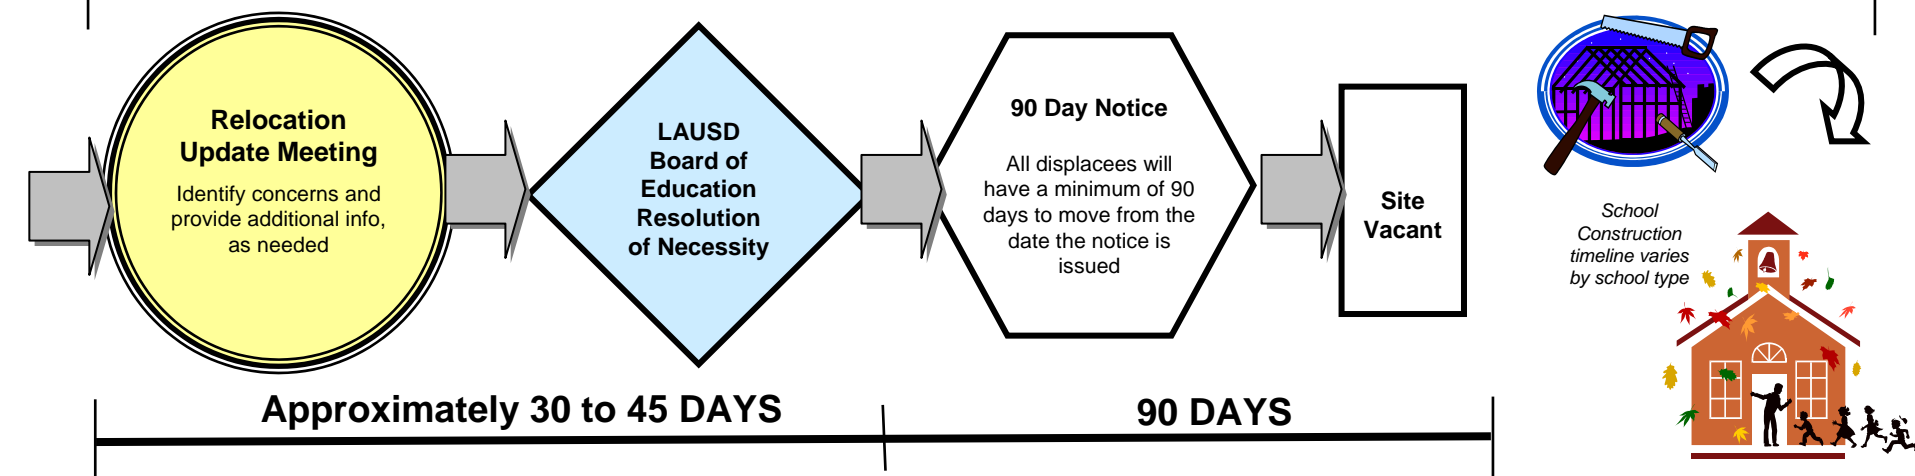 Relocation
Update Meeting
Identify concerns and
provide additional info,
as needed
LAUSD
Board of
Education
Resolution
of Necessity
90 Day Notice
All displacees will
have a minimum of 90
days to move from the
date the notice is
issued
Site
Vacant
School
Construction
timeline varies
by school type
Approximately 30 to 45 DAYS
90 DAYS